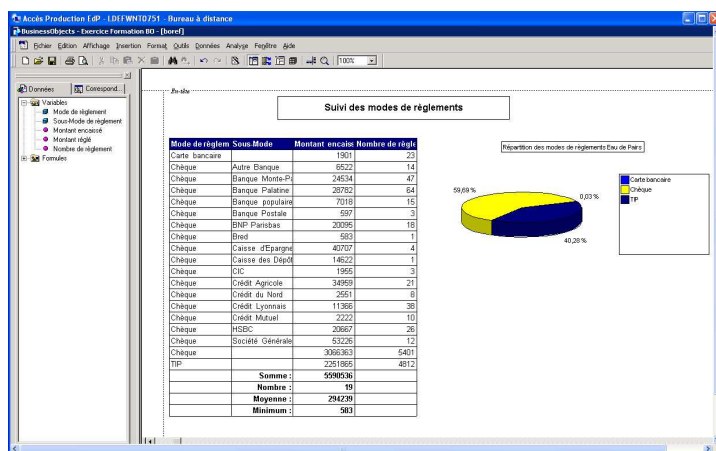 Accès Production EdP - LDEFWNT0751 - Bureau à distance
BusinessObjects - Exercice Formation BO - [boref]
Fichier Edition Affichage Insertion Format Outils Données Analyse Fenêtre Aide
100%
Données Correspond...
Variables
Mode de règlement
Sous-Mode de règlement
Montant encaissé
Montant réglé
Nombre de règlement
Formules
En-tête
Suivi des modes de règlements
Mode de règlem Sous-Mode Montant encaiss Nombre de règle
Carte bancaire 1901 23
Chèque Autre Banque 6522 14
Chèque Banque Monte-Pa 24534 47
Chèque Banque Palatine 28782 64
Chèque Banque populaire 7018 15
Chèque Banque Postale 597 3
Chèque BNP Parisbas 20095 18
Chèque Bred 583 1
Chèque Caisse d'Epargne 40707 4
Chèque Caisse des Dépôt 14622 1
Chèque CIC 1955 3
Chèque Crédit Agricole 34959 21
Chèque Crédit du Nord 2551 8
Chèque Crédit Lyonnais 11366 38
Chèque Crédit Mutuel 2222 10
Chèque HSBC 20667 26
Chèque Société Générale 53226 12
Chèque 3066363 5401
TIP 2251865 4812
Somme : 5590536
Nombre : 19
Moyenne : 294239
Minimum : 583
Répartition des modes de règlements Eau de Pairs
59,69 %
0,03 %
40,28 %
Carte bancaire
Chèque
TIP